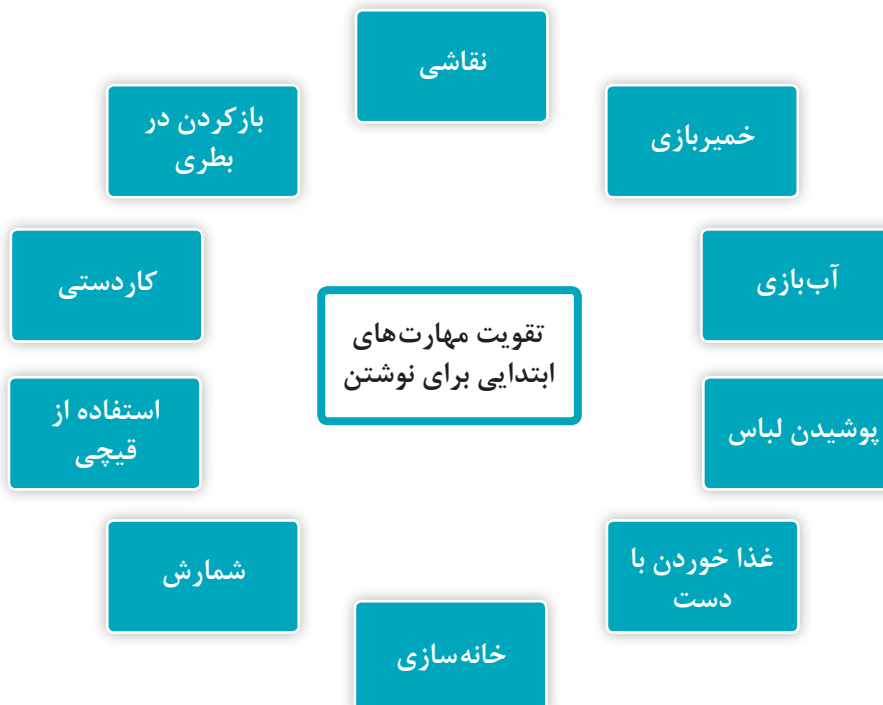 نقاشی
خمیربازی
آب‌بازی
پوشیدن لباس
غذا خوردن با
دست
خانه‌سازی
شمارش
استفاده از
قیچی
کاردستی
بازکردن در
بطری
تقویت مهارت‌های
ابتدایی برای نوشتن